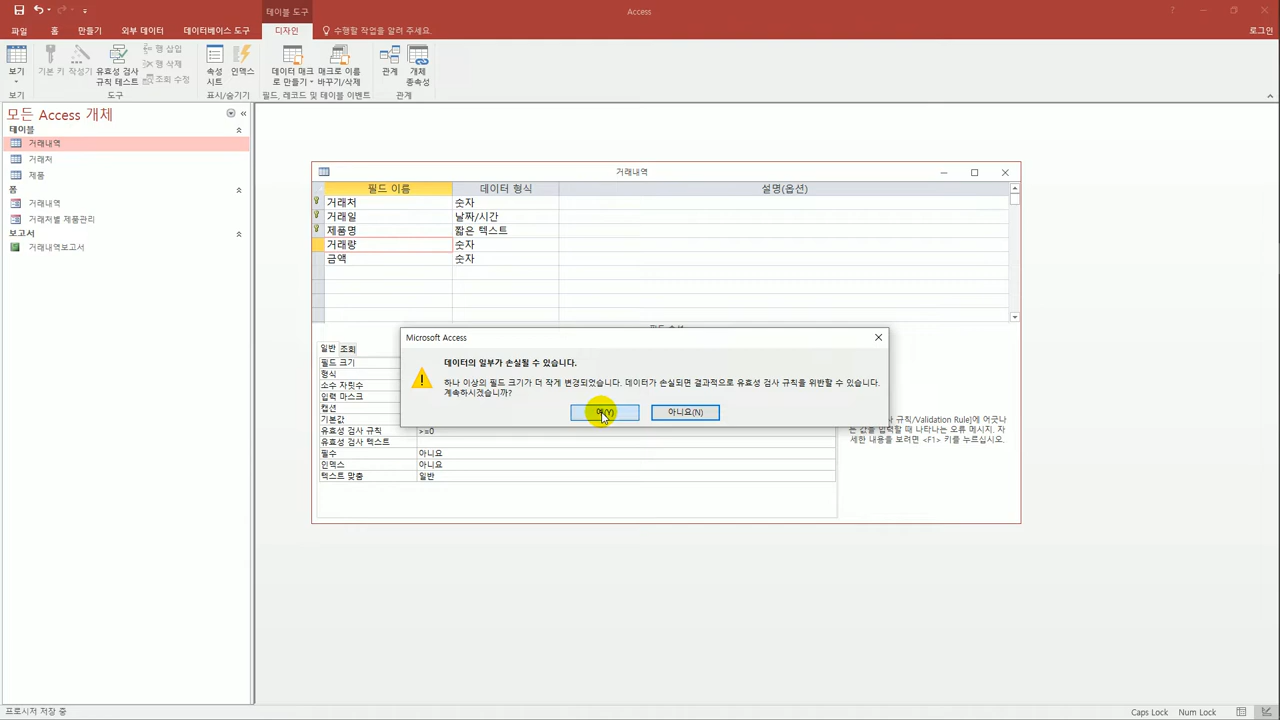 테이블 도구
Access
파일
홈
만들기
외부 데이터
데이터베이스 도구
디자인
수행할 작업을 알려 주세요.
로그인
보기
기본 키
작성기
유효성 검사
규칙 테스트
행 삽입
행 삭제
조회 수정
속성
시트
인덱스
데이터 매크
로 만들기
매크로 이름
바꾸기/삭제
관계
개체
종속성
보기
도구
표시/숨기기
필드, 레코드 및 테이블 이벤트
관계
모든 Access 개체
테이블
거래내역
거래처
제품
폼
거래내역
거래처별 제품관리
보고서
거래내역보고서
거래내역
필드 이름
데이터 형식
설명(옵션)
거래처
숫자
거래일
날짜/시간
제품명
짧은 텍스트
거래량
숫자
금액
숫자
Microsoft Access
데이터의 일부가 손실될 수 있습니다.
하나 이상의 필드 크기가 더 작게 변경되었습니다. 데이터가 손실되면 결과적으로 유효성 검사 규칙을 위반할 수 있습니다.
계속하시겠습니까?
예(Y)
아니요(N)
일반
조회
필드 크기
형식
소수 자릿수
입력 마스크
캡션
기본값
유효성 검사 규칙
>=0
유효성 검사 텍스트
필수
아니요
인덱스
아니요
텍스트 맞춤
일반
사 규칙/Validation Rule]에 어긋나
은 값을 입력할 때 나타나는 오류 메시지. 자
세한 내용을 보려면 <F1> 키를 누르십시오.
프로시저 저장 중
Caps Lock
Num Lock